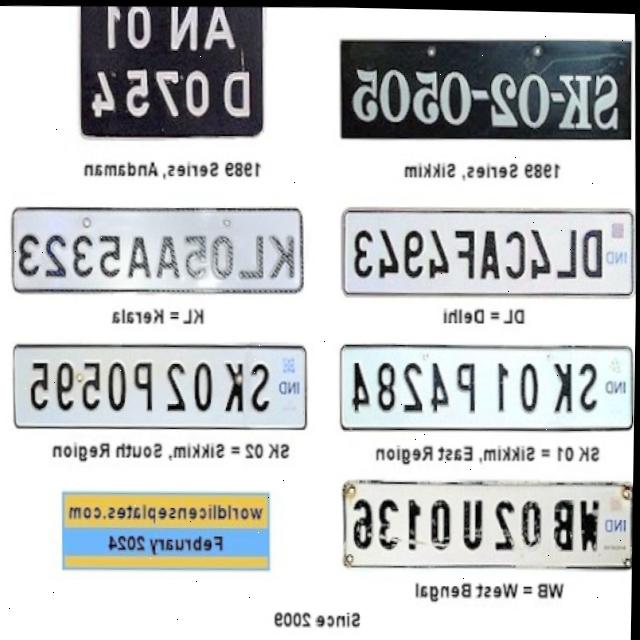 SK-02-0505
AN 01
D 0754
1989 Series, Sikkim
1989 Series, Andaman
IND
DL4CAF4943
KL05AA5323
DL = Delhi
KL = Kerala
IND
SK 01 P 4284
IND
SK 02 P 0595
SK 01 = Sikkim, East Region
SK 02 = Sikkim, South Region
IND
WB02U0136
worldlicenseplates.com
February 2024
WB = West Bengal
Since 2009